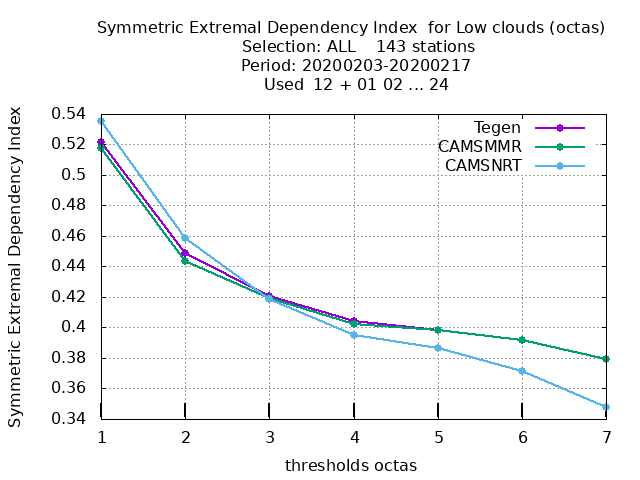 Symmetric Extremal Dependency Index  for Low clouds (octas)
Selection: ALL    143 stations
Period: 20200203-20200217
Used  12 + 01 02 ... 24
Symmetric Extremal Dependency Index
0.54
0.52
0.5
0.48
0.46
0.44
0.42
0.4
0.38
0.36
0.34
Tegen
CAMSMMR
CAMSNRT
1 2 3 4 5 6 7
thresholds octas